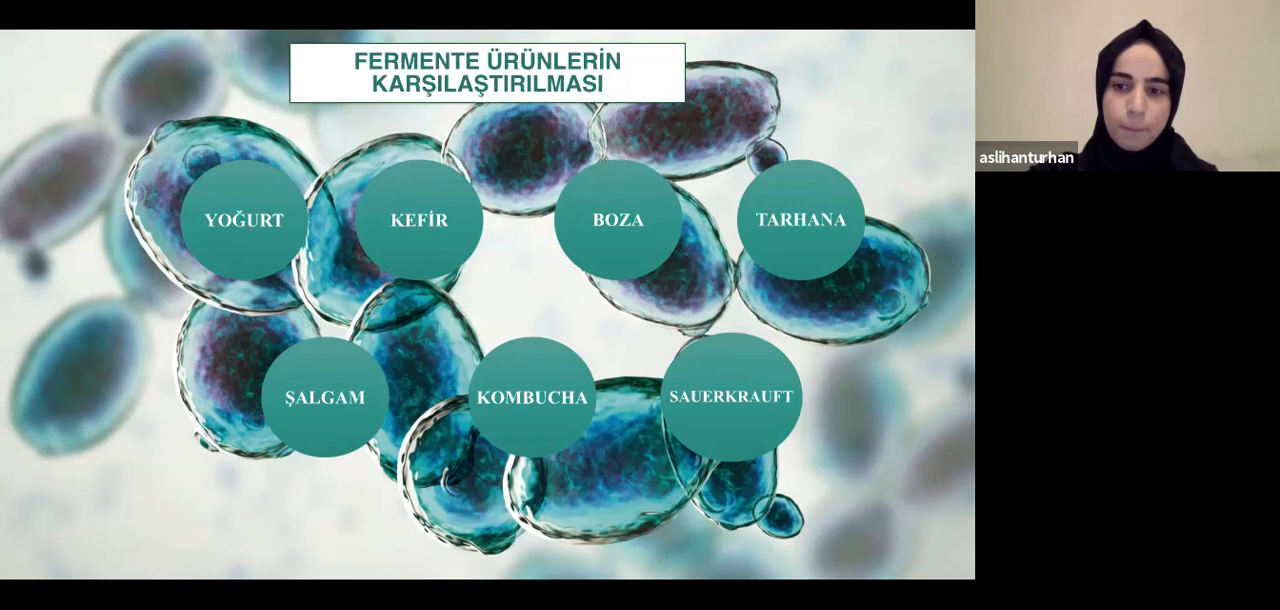 FERMENTE ÜRÜNLERİN
KARŞILAŞTIRILMASI
YOĞURT
KEFİR
BOZA
TARHANA
ŞALGAM
KOMBUCHA
SAUERKRAUFT
aslihanturhan